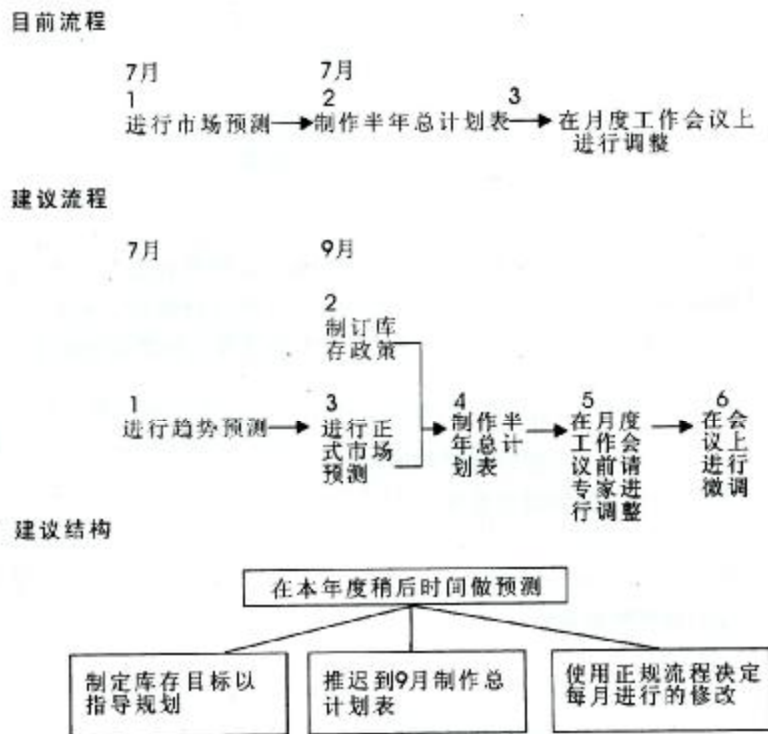 目前流程
7月 7月
1 2 3
进行市场预测 制作半年总计划表 在月度工作会议上
进行调整
建议流程
7月 9月
2
制订库
存政策
1
进行趋势预测
3
进行正
式市场
预测
4
制作半
年总计
划表
5
在月度
工作会
议前请
专家进
行调整
6
在会
议上
进行
微调
建议结构
在本年度稍后时间做预测
制定库存目标以
指导规划
推迟到9月制作总
计划表
使用正规流程决定
每月进行的修改